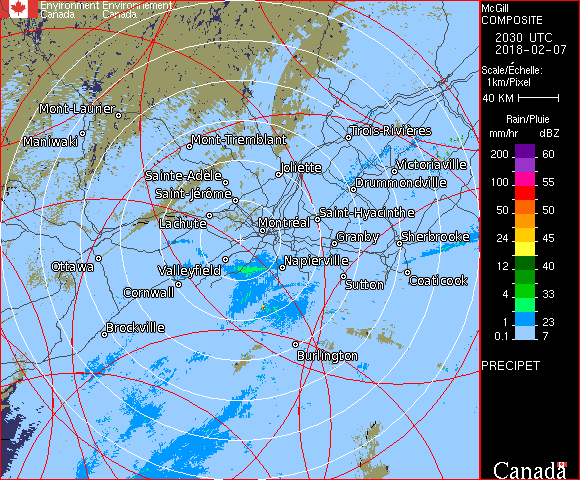 Environment Environnement
Canada Canada
McGill
COMPOSITE
2030 UTC
2018-02-07
Scale/Échelle:
1km/Pixel
40 KM
Rain/Pluie
mm/hr dBZ
200 60
100 55
50 50
24 45
12 40
8 35
4 33
1 23
0.1 7
PRECIPET
Mont-Laurier
Maniwaki
Mont-Tremblant
Trois-Rivières
Joliette
Victoriaville
Sainte-Adèle
Drummondville
Saint-Jérôme
Lachute
Saint-Hyacinthe
Montréal
Granby
Sherbrooke
Ottawa
Valleyfield
Napierville
Cornwall
Sutton
Coaticook
Brockville
Burlington
Canada